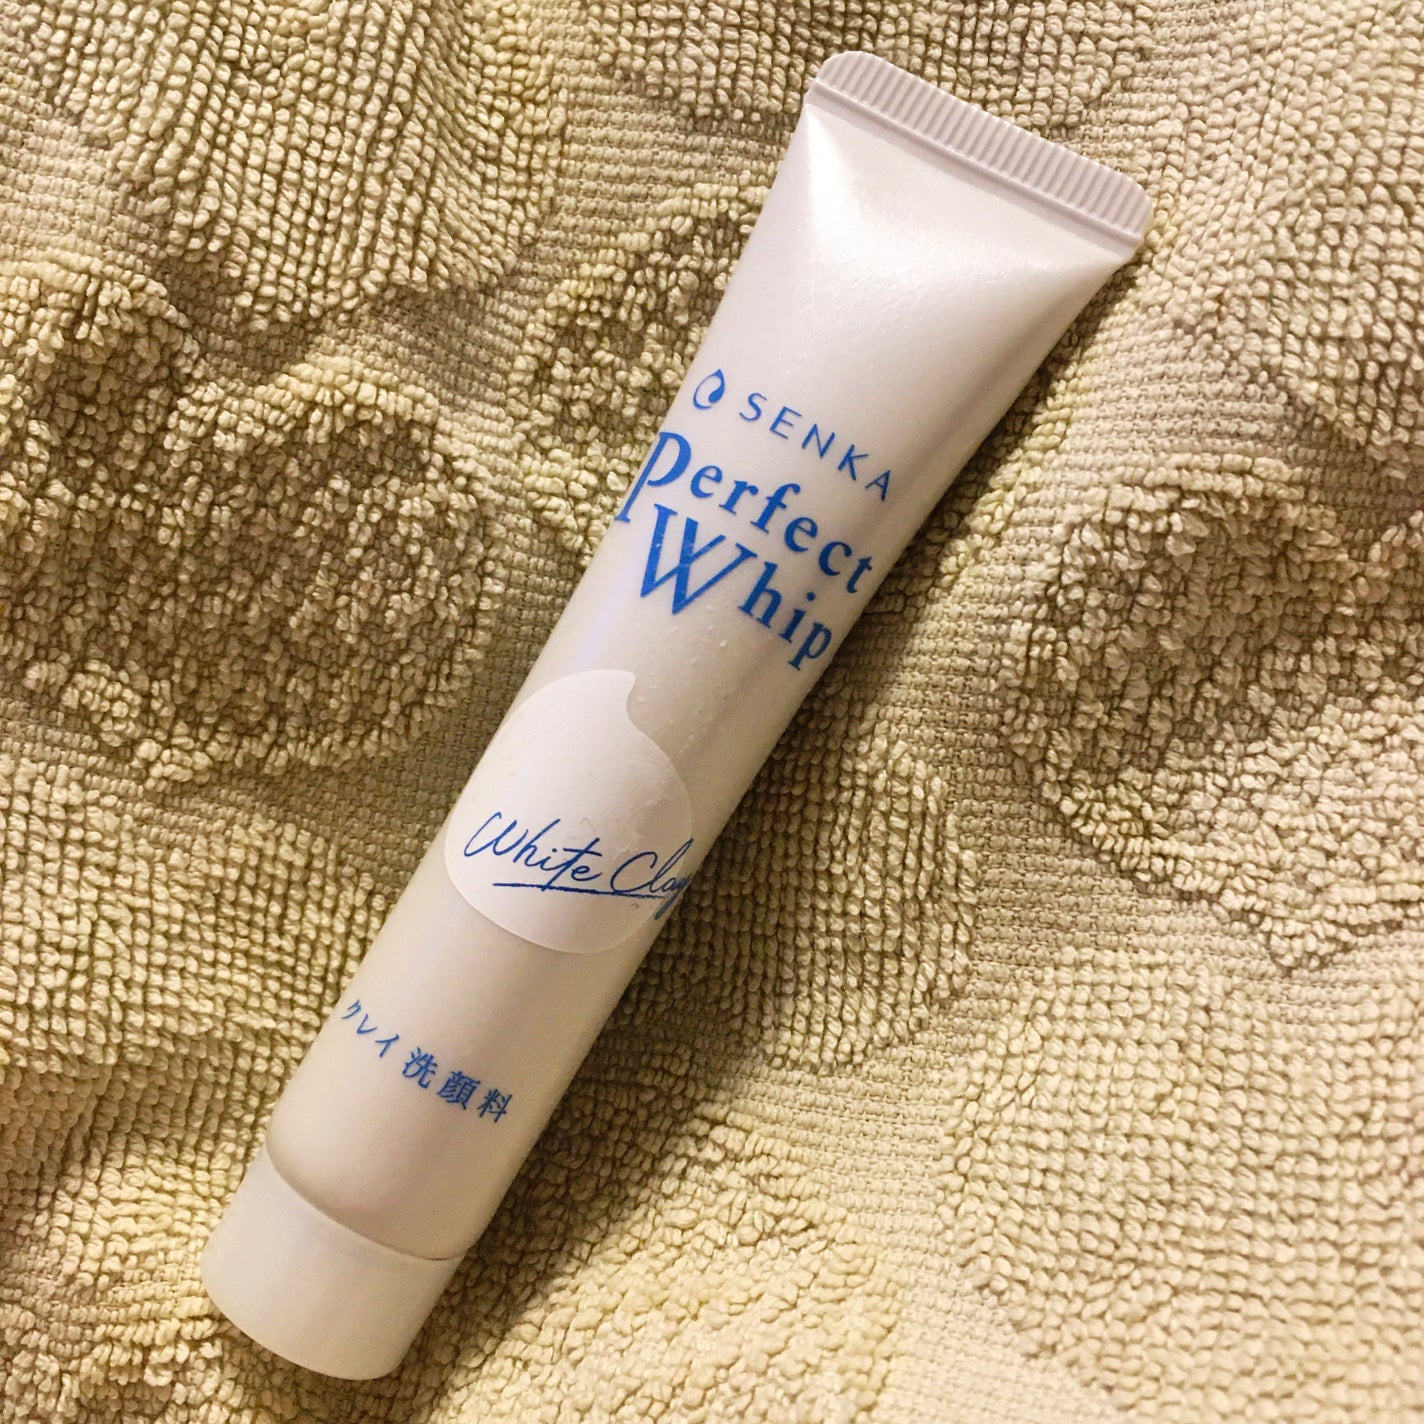 SENKA
Perfect
Whip
White Clay
クレイ 洗顔料